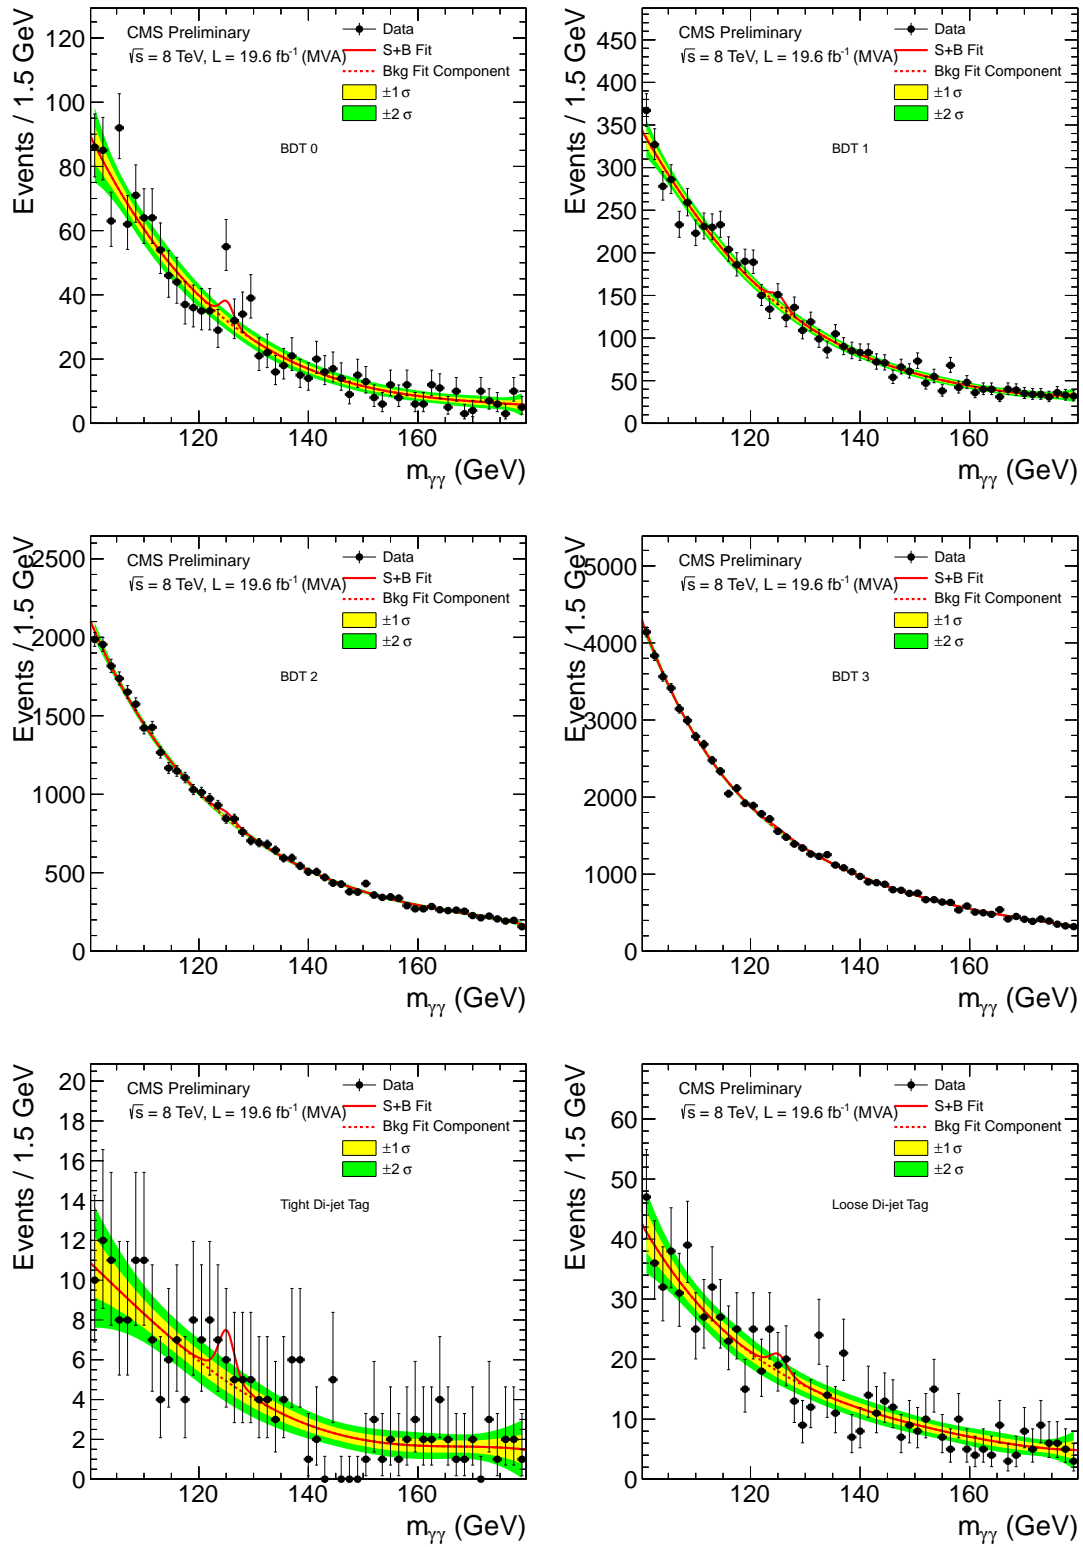 Events / 1.5 GeV
120
100
80
60
40
20
0
CMS Preliminary
√s = 8 TeV, L = 19.6 fb⁻¹ (MVA)
Data
S+B Fit
Bkg Fit Component
±1 σ
±2 σ
BDT 0
120 140 160
mγγ (GeV)
Events / 1.5 GeV
450
400
350
300
250
200
150
100
50
0
CMS Preliminary
√s = 8 TeV, L = 19.6 fb⁻¹ (MVA)
Data
S+B Fit
Bkg Fit Component
±1 σ
±2 σ
BDT 1
120 140 160
mγγ (GeV)
Events / 1.5 GeV
2500
2000
1500
1000
500
0
CMS Preliminary
√s = 8 TeV, L = 19.6 fb⁻¹ (MVA)
Data
S+B Fit
Bkg Fit Component
±1 σ
±2 σ
BDT 2
120 140 160
mγγ (GeV)
Events / 1.5 GeV
5000
4000
3000
2000
1000
0
CMS Preliminary
√s = 8 TeV, L = 19.6 fb⁻¹ (MVA)
Data
S+B Fit
Bkg Fit Component
±1 σ
±2 σ
BDT 3
120 140 160
mγγ (GeV)
Events / 1.5 GeV
20
18
16
14
12
10
8
6
4
2
0
CMS Preliminary
√s = 8 TeV, L = 19.6 fb⁻¹ (MVA)
Data
S+B Fit
Bkg Fit Component
±1 σ
±2 σ
Tight Di-jet Tag
120 140 160
mγγ (GeV)
Events / 1.5 GeV
60
50
40
30
20
10
0
CMS Preliminary
√s = 8 TeV, L = 19.6 fb⁻¹ (MVA)
Data
S+B Fit
Bkg Fit Component
±1 σ
±2 σ
Loose Di-jet Tag
120 140 160
mγγ (GeV)